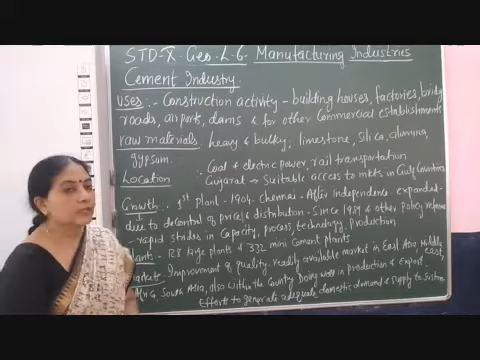 STD-X Geo. L-6 Manufacturing Industries
Cement Industry
Uses :- Construction activity - building houses, factories, bridg
roads, airports, dams & for other Commercial establishments
raw materials. heavy & bulky, limestone, silica, alumina,
gypsum. Coal & electric power, rail transportation
Location Gujarat → Suitable access to mkts in Gulf Countries
Growth :- 1st plant - 1904. Chennai - After independence expanded-
due to decontrol of price & distribution - Since 1989 & other Policy reforms
- rapid strides in Capacity, process, technology, production
Plants - 128 large plants & 332 mini cement plants
Markets Improvement of quality. readily available market in East Asia, Middle east,
South Asia, also within the Country Doing well in production & Export
Efforts to generate adequate domestic demand & supply to Sustain